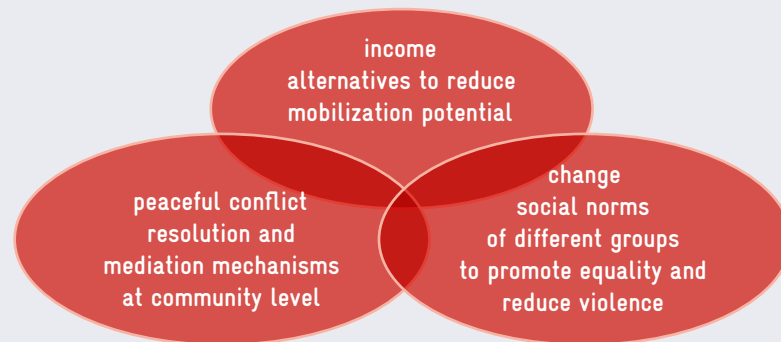 income
alternatives to reduce
mobilization potential
peaceful conflict
resolution and
mediation mechanisms
at community level
change
social norms
of different groups
to promote equality and
reduce violence